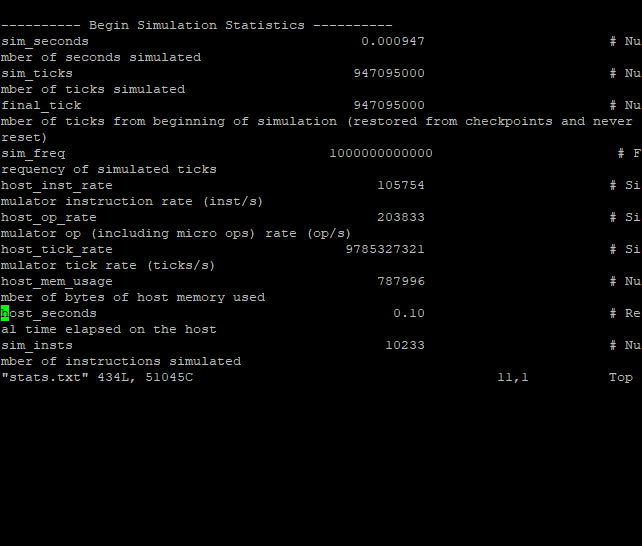 ---------- Begin Simulation Statistics ----------
sim_seconds 0.000947 # Nu
mber of seconds simulated
sim_ticks 947095000 # Nu
mber of ticks simulated
final_tick 947095000 # Nu
mber of ticks from beginning of simulation (restored from checkpoints and never
reset)
sim_freq 1000000000000 # F
requency of simulated ticks
host_inst_rate 105754 # Si
mulator instruction rate (inst/s)
host_op_rate 203833 # Si
mulator op (including micro ops) rate (op/s)
host_tick_rate 9785327321 # Si
mulator tick rate (ticks/s)
host_mem_usage 787996 # Nu
mber of bytes of host memory used
host_seconds 0.10 # Re
al time elapsed on the host
sim_insts 10233 # Nu
mber of instructions simulated
"stats.txt" 434L, 51045C 11,1 Top